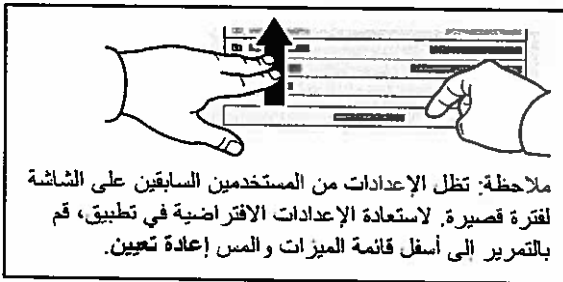 ملاحظة: تظل الإعدادات من المستخدمين السابقين على الشاشة
لفترة قصيرة. لاستعادة الإعدادات الافتراضية في تطبيق، قم
بالتمرير إلى أسفل قائمة الميزات والمس إعادة تعيين.